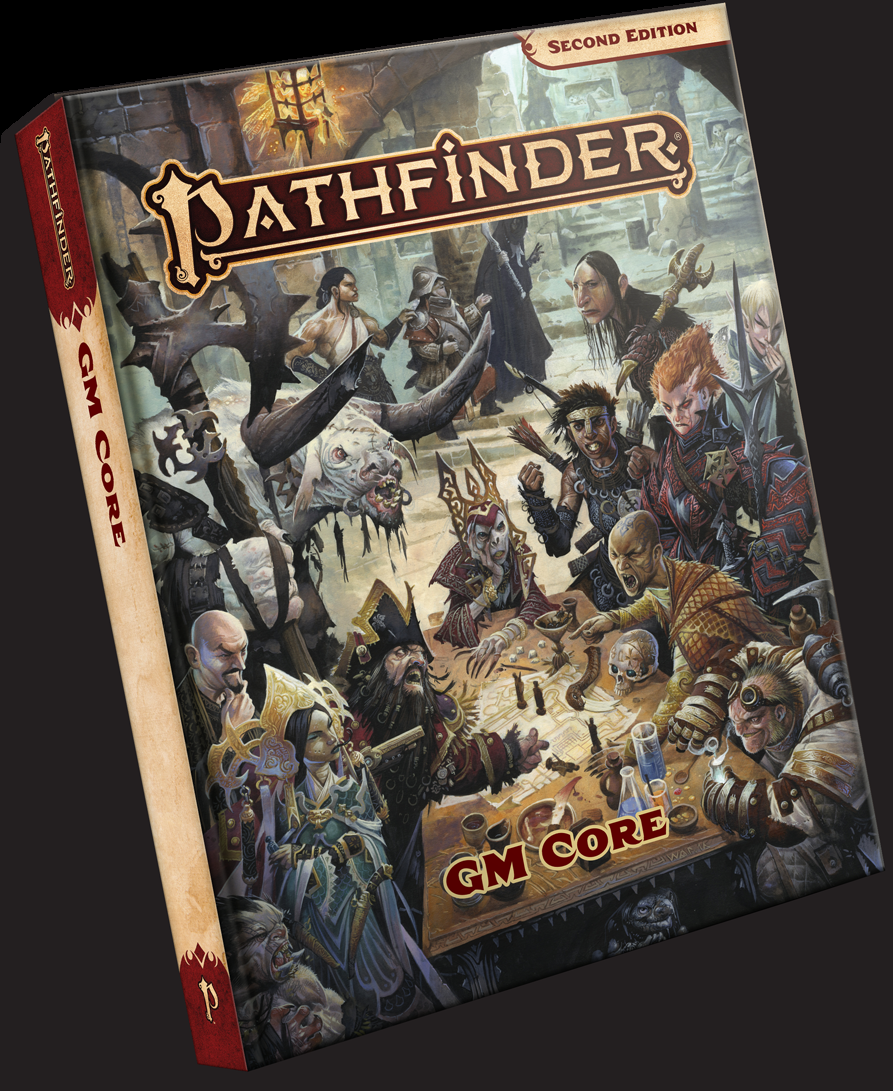 SECOND EDITION
PATHFINDER®
GM CORE
PATHFINDER
GM CORE
P